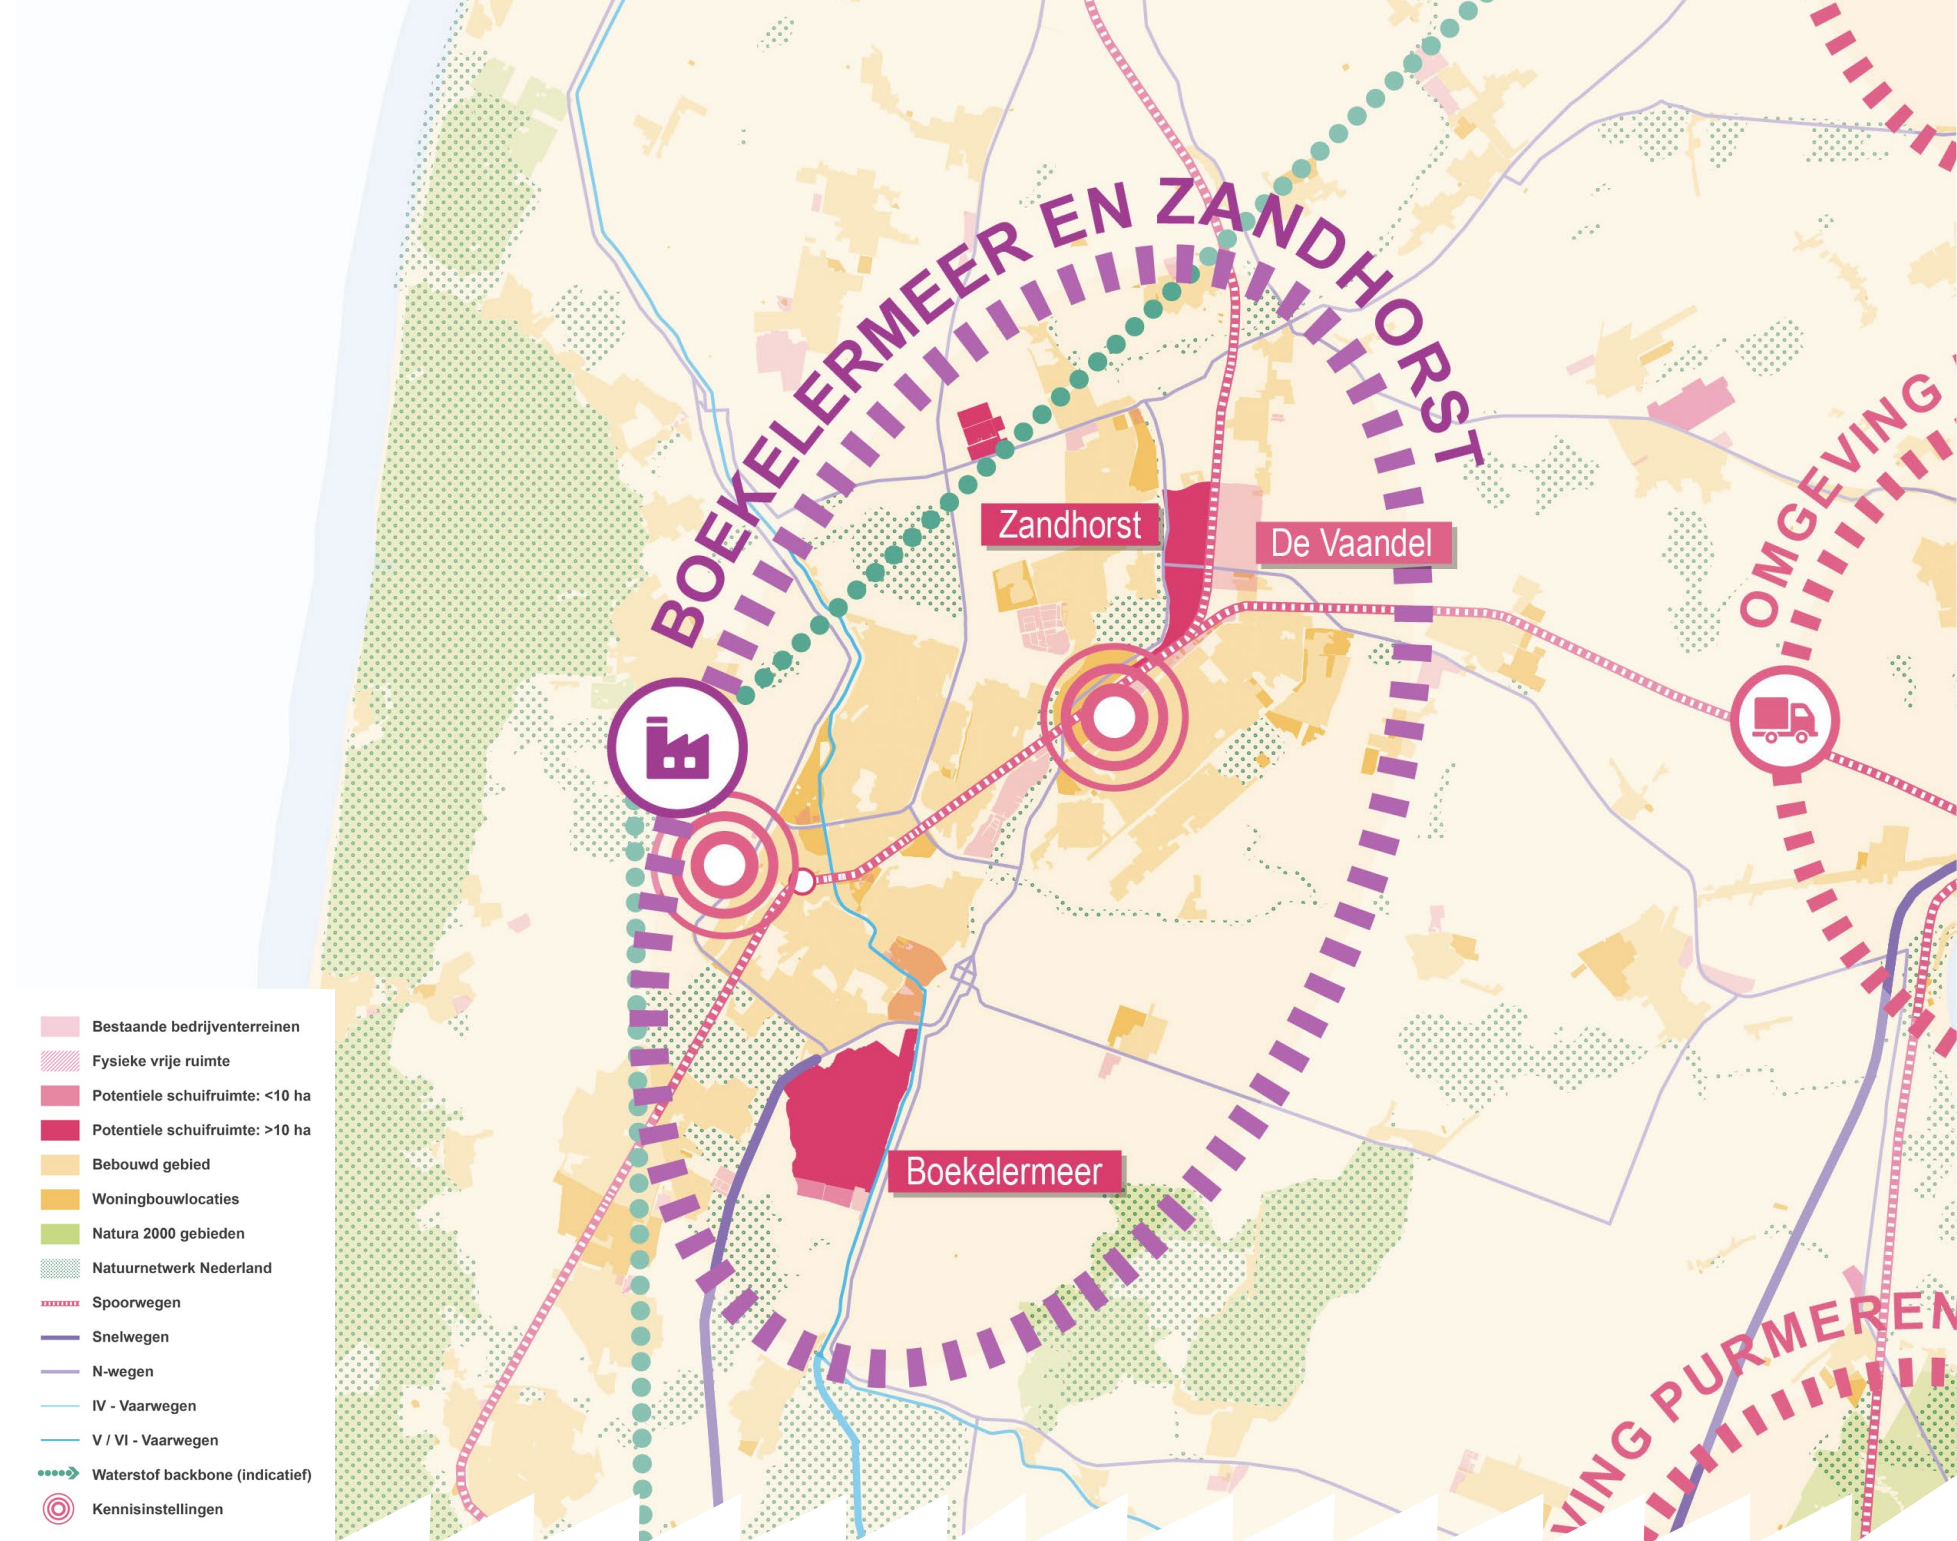 BOEKELERMEER EN ZANDHORST
Zandhorst
De Vaandel
OMGEVING
Boekelermeer
VING PURMEREN
Bestaande bedrijventerreinen
Fysieke vrije ruimte
Potentiele schuifruimte: <10 ha
Potentiele schuifruimte: >10 ha
Bebouwd gebied
Woningbouwlocaties
Natura 2000 gebieden
Natuurnetwerk Nederland
Spoorwegen
Snelwegen
N-wegen
IV - Vaarwegen
V / VI - Vaarwegen
Waterstof backbone (indicatief)
Kennisinstellingen